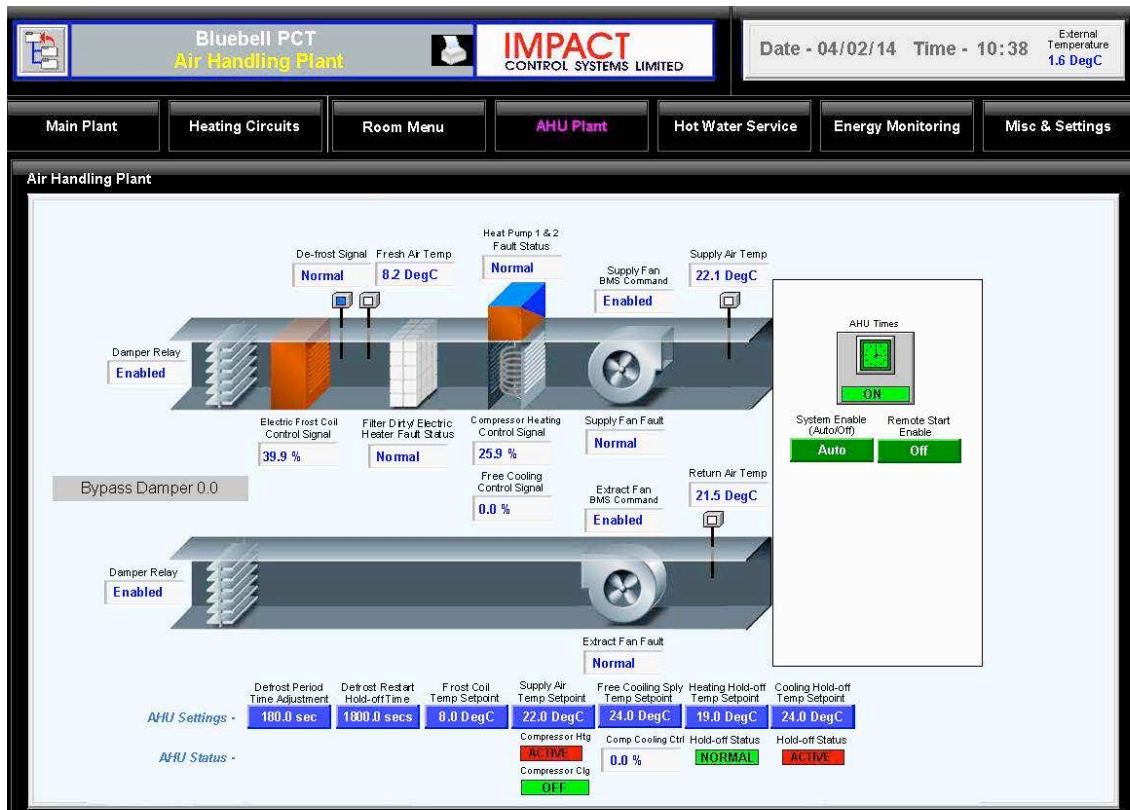 Bluebell PCT
Air Handling Plant
IMPACT
CONTROL SYSTEMS LIMITED
Date - 04/02/14 Time - 10:38
External
Temperature
1.6 DegC
Main Plant
Heating Circuits
Room Menu
AHU Plant
Hot Water Service
Energy Monitoring
Misc & Settings
Air Handling Plant
De-frost Signal
Normal
Fresh Air Temp
8.2 DegC
Heat Pump 1 & 2
Fault Status
Normal
Supply Fan
BMS Command
Enabled
Supply Air Temp
22.1 DegC
Damper Relay
Enabled
AHU Times
ON
System Enable
(Auto/Off)
Auto
Remote Start
Enable
Off
Electric Frost Coil
Control Signal
39.9 %
Filter Dirty/ Electric
Heater Fault Status
Normal
Compressor Heating
Control Signal
25.9 %
Supply Fan Fault
Normal
Free Cooling
Control Signal
0.0 %
Bypass Damper 0.0
Extract Fan
BMS Command
Enabled
Return Air Temp
21.5 DegC
Damper Relay
Enabled
Extract Fan Fault
Normal
AHU Settings -
Defrost Period
Time Adjustment
180.0 sec
Defrost Restart
Hold-off Time
1800.0 secs
Frost Coil
Temp Setpoint
8.0 DegC
Supply Air
Temp Setpoint
22.0 DegC
Free Cooiling Sply
Temp Setpoint
24.0 DegC
Heating Hold-off
Temp Setpoint
19.0 DegC
Cooling Hold-off
Temp Setpoint
24.0 DegC
AHU Status -
Compressor Htg
ACTIVE
Compressor Clg
OFF
Comp Cooling Ctrl
0.0 %
Hold-off Status
NORMAL
Hold-off Status
ACTIVE